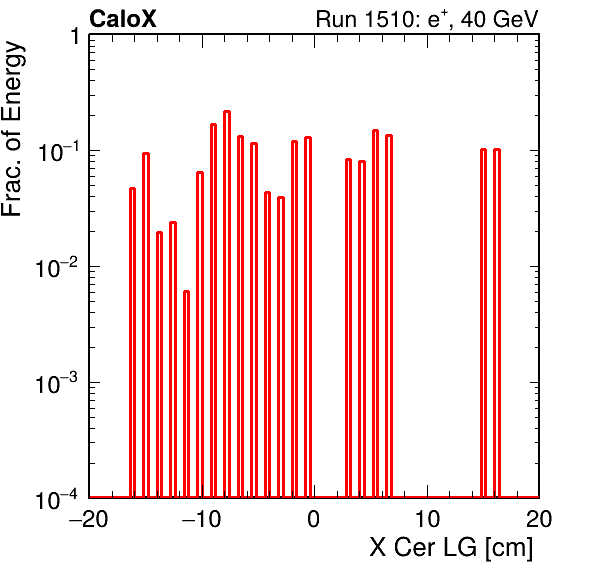 CaloX Run 1510: e⁺, 40 GeV
Frac. of Energy
1
10⁻¹
10⁻²
10⁻³
10⁻⁴
−20 −10 0 10 20
X Cer LG [cm]